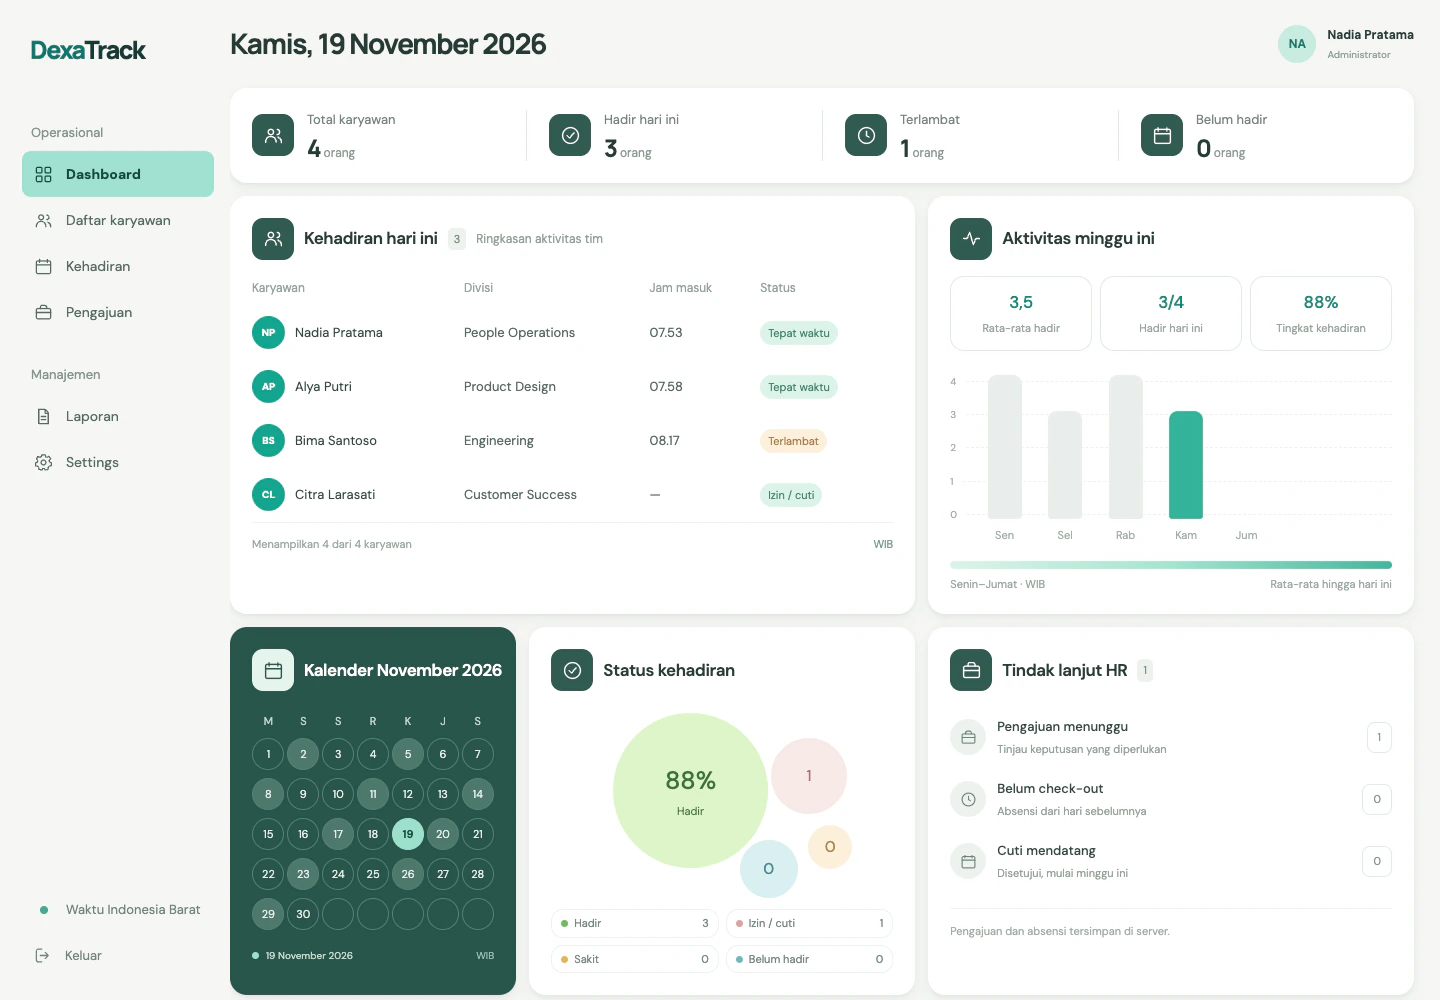 DexaTrack
Kamis, 19 November 2026
NA
Nadia Pratama
Administrator
Operasional
Dashboard
Daftar karyawan
Kehadiran
Pengajuan
Manajemen
Laporan
Settings
Waktu Indonesia Barat
Keluar
Total karyawan
4 orang
Hadir hari ini
3 orang
Terlambat
1 orang
Belum hadir
0 orang
Kehadiran hari ini 3 Ringkasan aktivitas tim
Karyawan Divisi Jam masuk Status
NP Nadia Pratama People Operations 07.53 Tepat waktu
AP Alya Putri Product Design 07.58 Tepat waktu
BS Bima Santoso Engineering 08.17 Terlambat
CL Citra Larasati Customer Success — Izin / cuti
Menampilkan 4 dari 4 karyawan WIB
Aktivitas minggu ini
3,5 3/4 88%
Rata-rata hadir Hadir hari ini Tingkat kehadiran
4
3
2
1
0
Sen Sel Rab Kam Jum
Senin–Jumat · WIB Rata-rata hingga hari ini
Kalender November 2026
M S S R K J S
1 2 3 4 5 6 7
8 9 10 11 12 13 14
15 16 17 18 19 20 21
22 23 24 25 26 27 28
29 30
19 November 2026 WIB
Status kehadiran
88%
Hadir
1
0
0
Hadir 3 Izin / cuti 1
Sakit 0 Belum hadir 0
Tindak lanjut HR 1
Pengajuan menunggu 1
Tinjau keputusan yang diperlukan
Belum check-out 0
Absensi dari hari sebelumnya
Cuti mendatang 0
Disetujui, mulai minggu ini
Pengajuan dan absensi tersimpan di server.